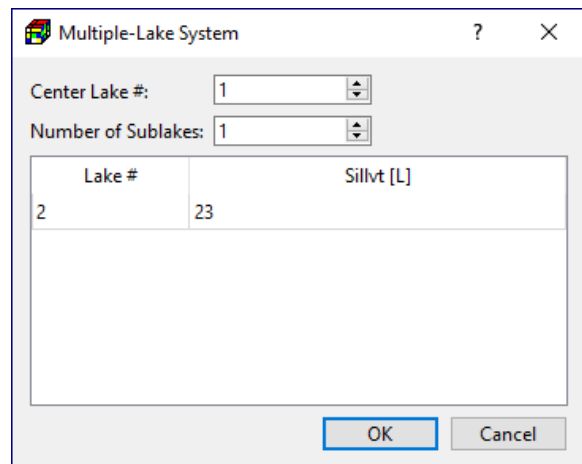 Multiple-Lake System ?
Center Lake #: 1
Number of Sublakes: 1
Lake # Sillvt [L]
2 23
OK Cancel